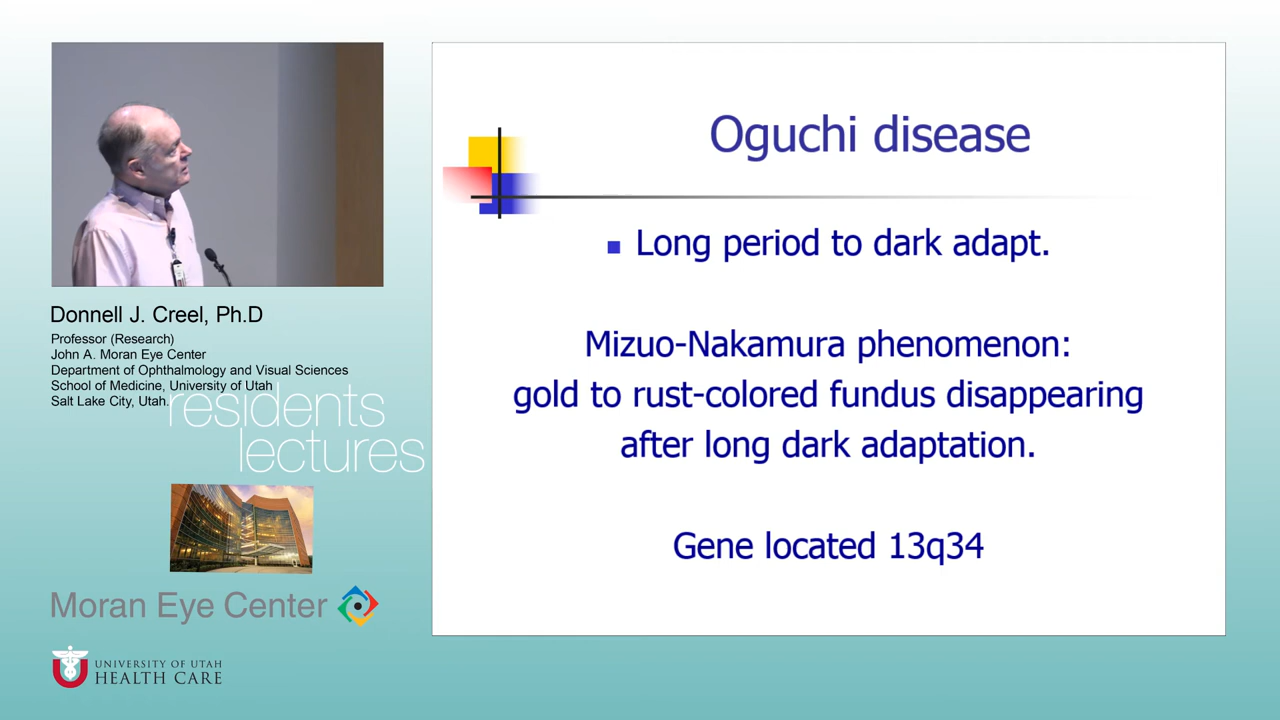 Oguchi disease
Long period to dark adapt.
Mizuo-Nakamura phenomenon:
gold to rust-colored fundus disappearing
after long dark adaptation.
Gene located 13q34
Donnell J. Creel, Ph.D
Professor (Research)
John A. Moran Eye Center
Department of Ophthalmology and Visual Sciences
School of Medicine, University of Utah
Salt Lake City, Utah.
residents
lectures
Moran Eye Center
UNIVERSITY OF UTAH
HEALTH CARE